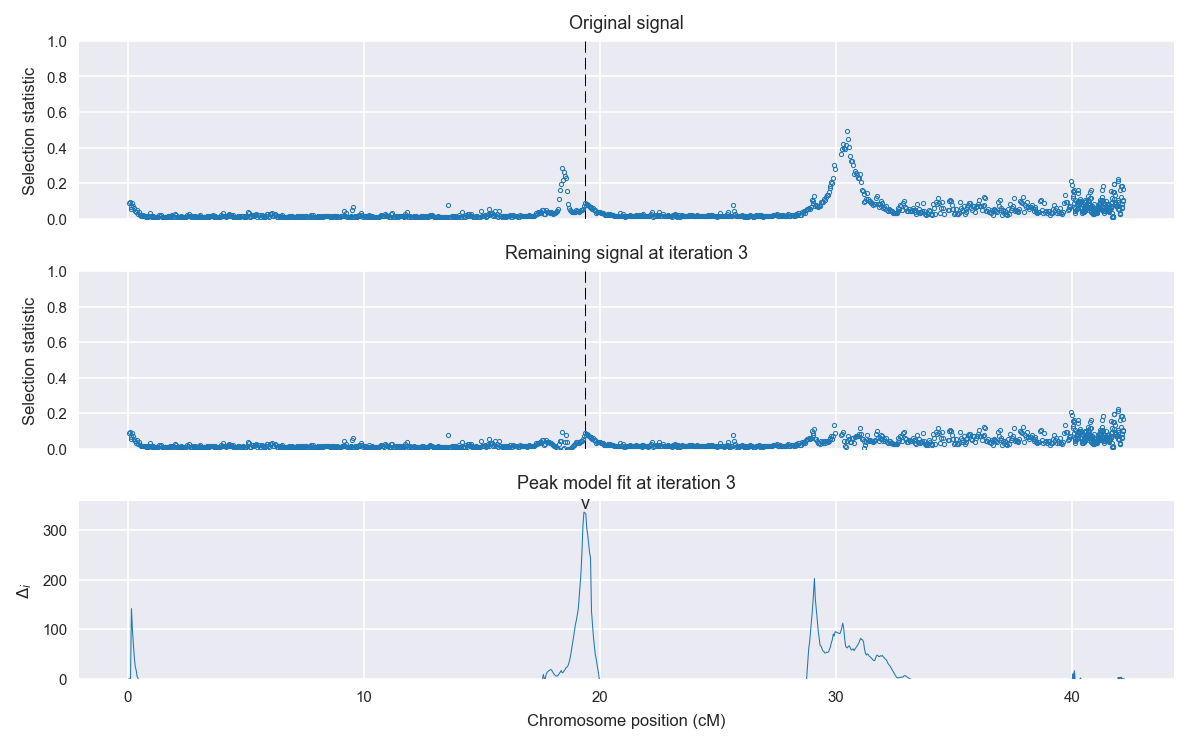 Original signal
1.0
0.8
0.6
0.4
0.2
0.0
Selection statistic
Remaining signal at iteration 3
1.0
0.8
0.6
0.4
0.2
0.0
Selection statistic
Peak model fit at iteration 3
v
300
200
100
0
Δi
0 10 20 30 40
Chromosome position (cM)